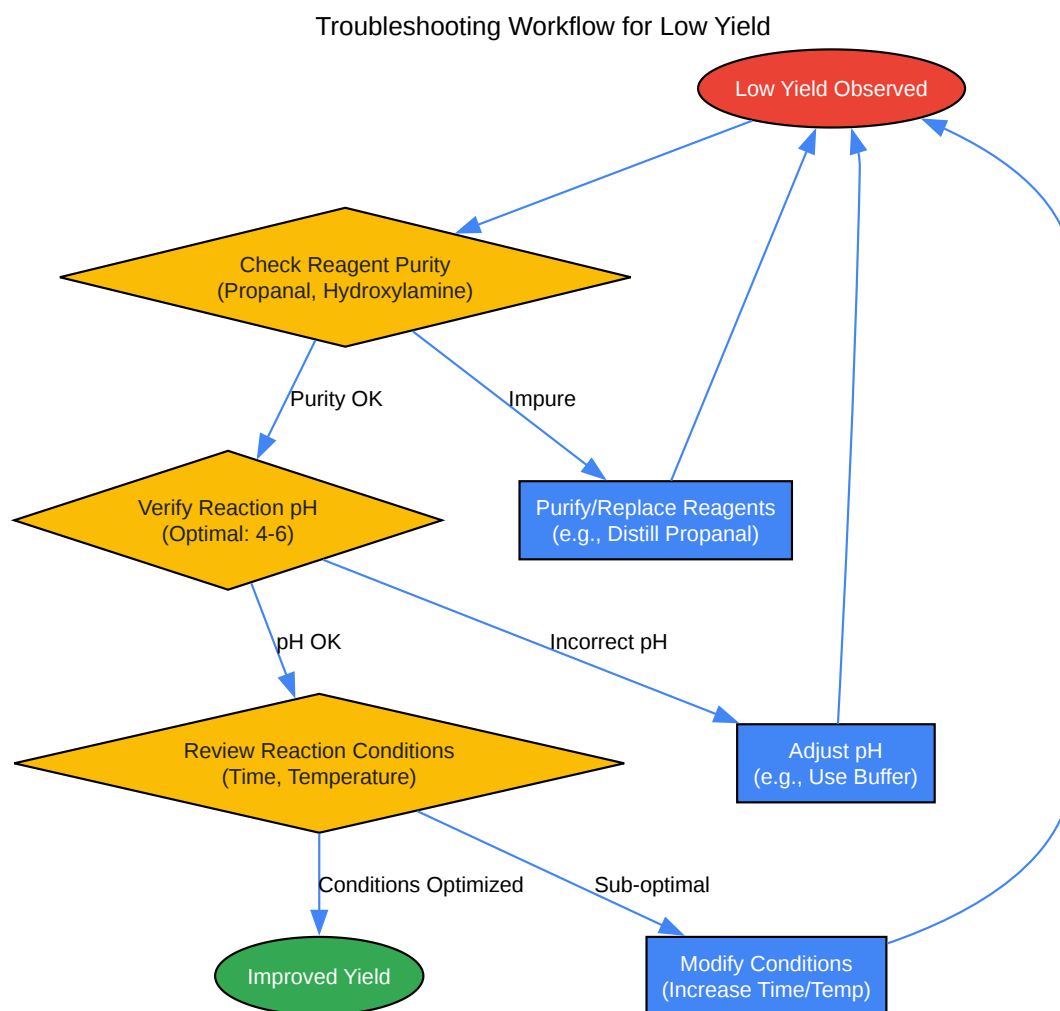 Troubleshooting Workflow for Low Yield
Low Yield Observed
Check Reagent Purity
(Propanal, Hydroxylamine)
Purity OK
Impure
Verify Reaction pH
(Optimal: 4-6)
Purify/Replace Reagents
(e.g., Distill Propanal)
pH OK
Incorrect pH
Review Reaction Conditions
(Time, Temperature)
Adjust pH
(e.g., Use Buffer)
Conditions Optimized
Sub-optimal
Improved Yield
Modify Conditions
(Increase Time/Temp)